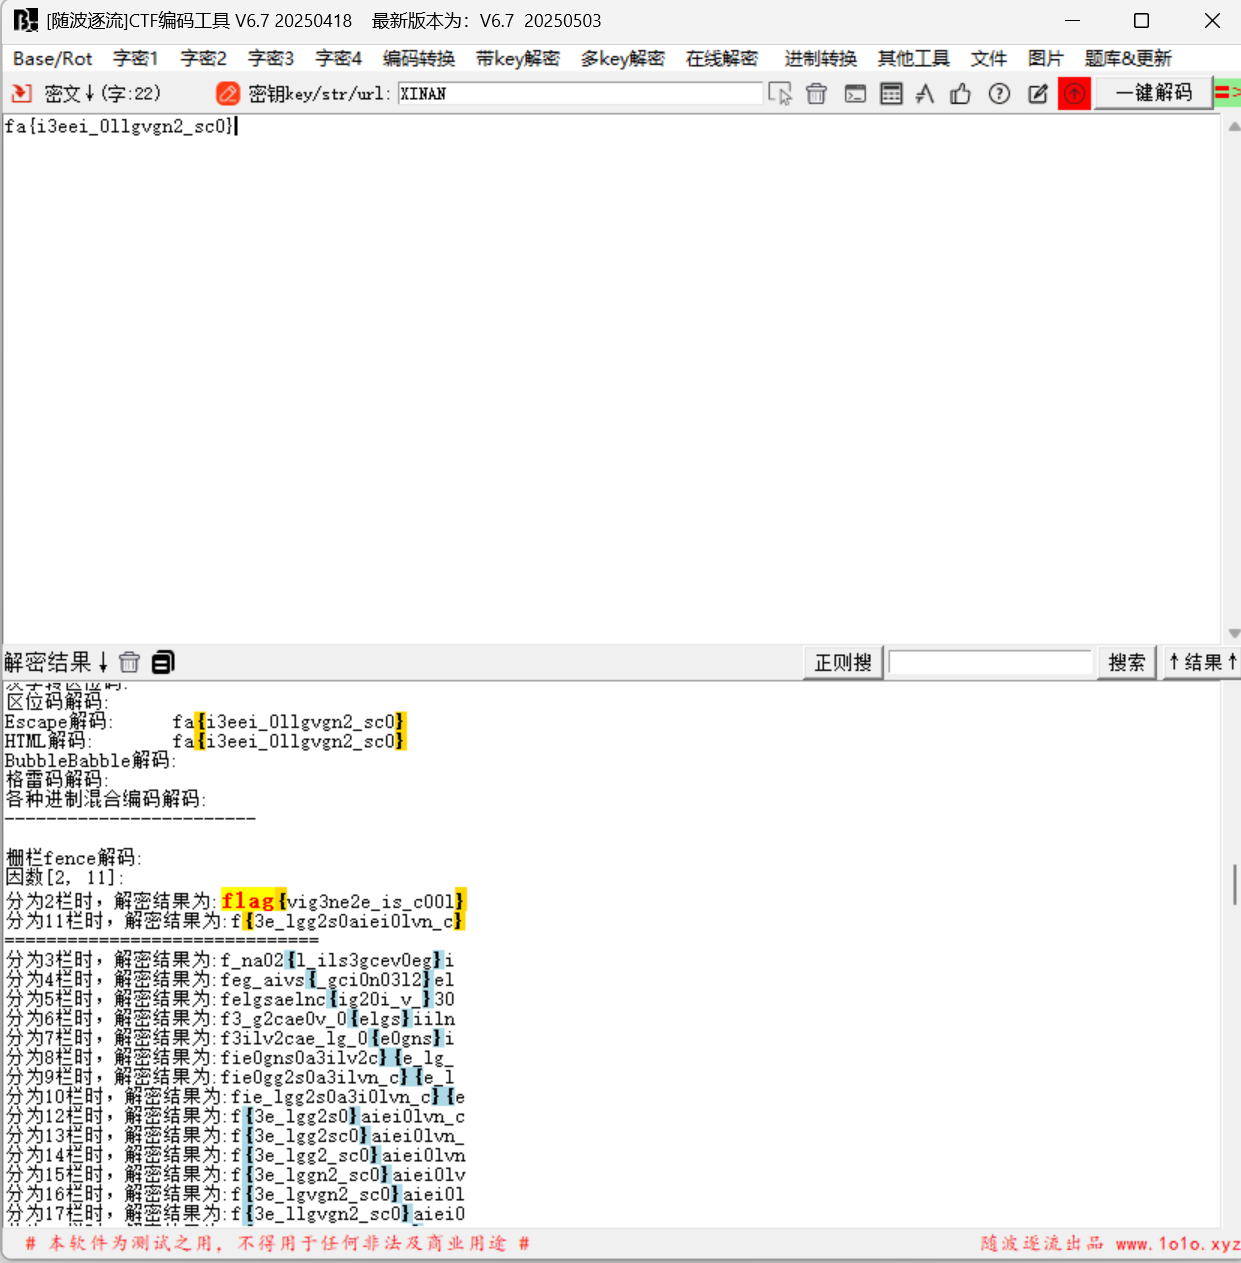 [随波逐流]CTF编码工具 V6.7 20250418 最新版本为：V6.7 20250503
Base/Rot 字密1 字密2 字密3 字密4 编码转换 带key解密 多key解密 在线解密 进制转换 其他工具 文件 图片 题库&更新
密文↓(字:22) 密钥key/str/url: XINAN 一键解码 =>
fa{i3eei_0llgvgn2_sc0}
解密结果↓ 正则搜 搜索 ↑结果↑
区位码解码:
Escape解码: fa{i3eei_0llgvgn2_sc0}
HTML解码: fa{i3eei_0llgvgn2_sc0}
BubbleBabble解码:
格雷码解码:
各种进制混合编码解码:
------------------------
栅栏fence解码:
因数[2, 11]:
分为2栏时，解密结果为:flag{vig3ne2e_is_c00l}
分为11栏时，解密结果为:f{3e_lgg2s0aiei0lvn_c}
==============================
分为3栏时，解密结果为:f_na02{l_ils3gcev0eg}i
分为4栏时，解密结果为:feg_aivs{_gci0n03l2}el
分为5栏时，解密结果为:felgsaelnc{ig20i_v_}30
分为6栏时，解密结果为:f3_g2cae0v_0{elgs}iiln
分为7栏时，解密结果为:f3ilv2cae_lg_0{e0gns}i
分为8栏时，解密结果为:fie0gns0a3ilv2c}{e_lg_
分为9栏时，解密结果为:fie0gg2s0a3ilvn_c}{e_l
分为10栏时，解密结果为:fie_lgg2s0a3i0lvn_c}{e
分为12栏时，解密结果为:f{3e_lgg2s0}aiei0lvn_c
分为13栏时，解密结果为:f{3e_lgg2sc0}aiei0lvn_
分为14栏时，解密结果为:f{3e_lgg2_sc0}aiei0lvn
分为15栏时，解密结果为:f{3e_lggn2_sc0}aiei0lv
分为16栏时，解密结果为:f{3e_lgvgn2_sc0}aiei0l
分为17栏时，解密结果为:f{3e_llgvgn2_sc0}aiei0
# 本软件为测试之用，不得用于任何非法及商业用途 # 随波逐流出品 www.1o1o.xyz